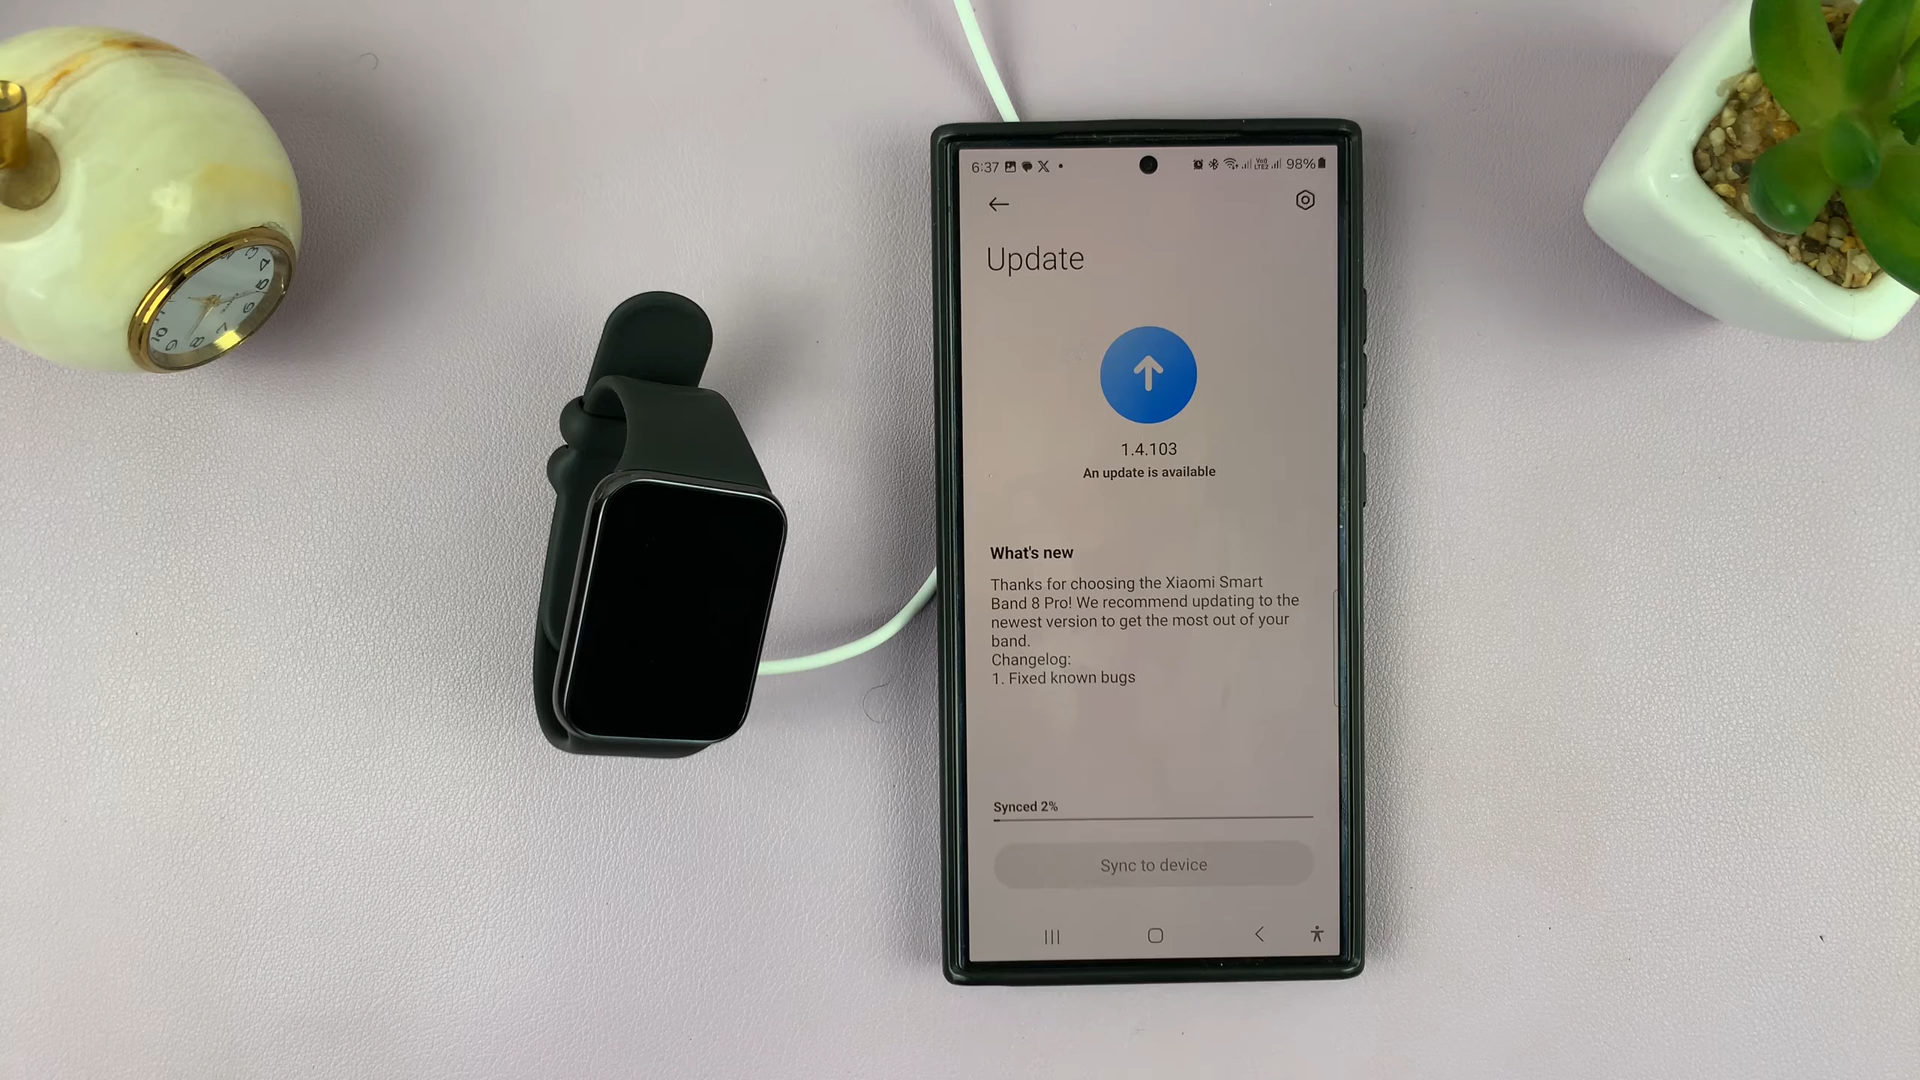 6:37 98%
Update
1.4.103
An update is available
What's new
Thanks for choosing the Xiaomi Smart
Band 8 Pro! We recommend updating to the
newest version to get the most out of your
band.
Changelog:
1. Fixed known bugs
Synced 2%
Sync to device